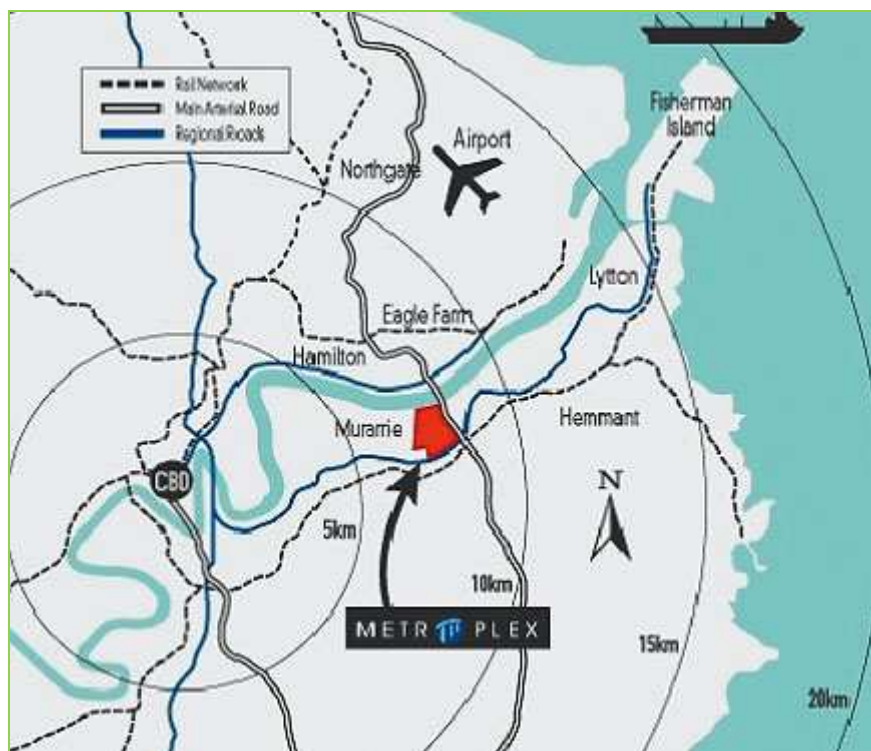 Rail Network
Main Arterial Road
Regional Roads
Fisherman
Island
Airport
Northgate
Lytton
Eagle Farm
Hamilton
Murarrie
Hemmant
CBD
N
5km
10km
METR PLEX
15km
20km